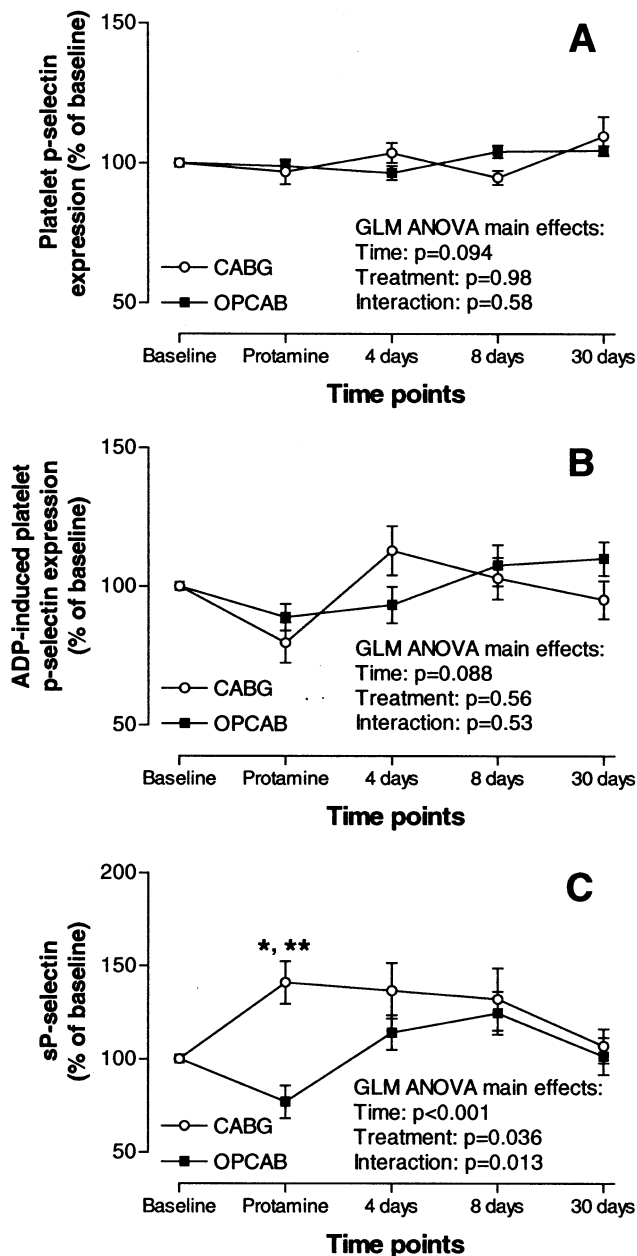 A
Platelet p-selectin
expression (% of baseline)
150
100
50
CABG
OPCAB
GLM ANOVA main effects:
Time: p=0.094
Treatment: p=0.98
Interaction: p=0.58
Baseline Protamine 4 days 8 days 30 days
Time points
B
ADP-induced platelet
p-selectin expression
(% of baseline)
150
100
50
CABG
OPCAB
GLM ANOVA main effects:
Time: p=0.088
Treatment: p=0.56
Interaction: p=0.53
Baseline Protamine 4 days 8 days 30 days
Time points
C
sP-selectin
(% of baseline)
200
150
100
50
*, **
CABG
OPCAB
GLM ANOVA main effects:
Time: p<0.001
Treatment: p=0.036
Interaction: p=0.013
Baseline Protamine 4 days 8 days 30 days
Time points